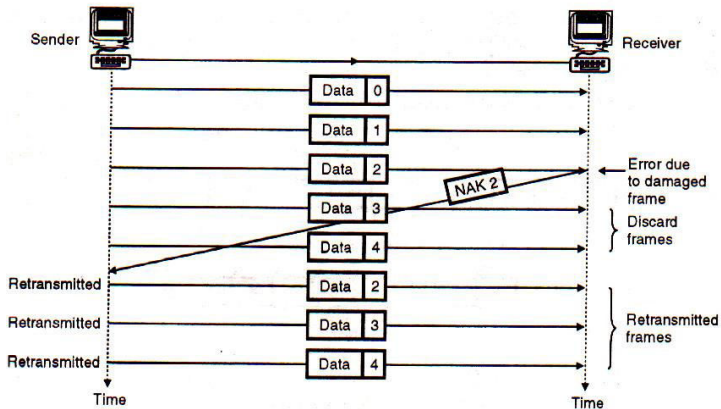 Sender
Receiver
Data 0
Data 1
Data 2
Error due
to damaged
frame
NAK 2
Data 3
Discard
frames
Data 4
Retransmitted
Data 2
Retransmitted
Data 3
Retransmitted
frames
Retransmitted
Data 4
Time
Time